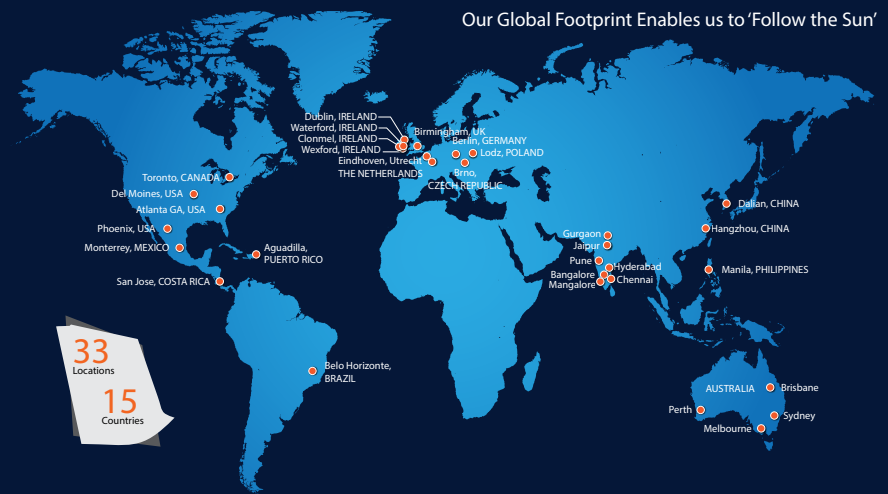 Our Global Footprint Enables us to ‘Follow the Sun’
Dublin, IRELAND
Waterford, IRELAND
Clonmel, IRELAND
Wexford, IRELAND
Birmingham, UK
Berlin, GERMANY
Lodz, POLAND
Eindhoven, Utrecht
THE NETHERLANDS
Brno,
CZECH REPUBLIC
Toronto, CANADA
Del Moines, USA
Atlanta GA, USA
Phoenix, USA
Monterrey, MEXICO
Aguadilla,
PUERTO RICO
San Jose, COSTA RICA
Belo Horizonte,
BRAZIL
Gurgaon
Jaipur
Pune
Hyderabad
Bangalore
Chennai
Mangalore
Dalian, CHINA
Hangzhou, CHINA
Manila, PHILIPPINES
AUSTRALIA
Brisbane
Perth
Sydney
Melbourne
33
Locations
15
Countries